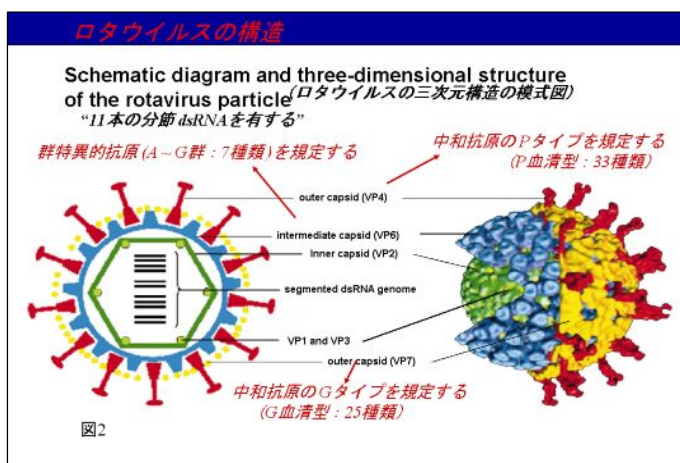 ロタウイルスの構造
Schematic diagram and three-dimensional structure
of the rotavirus particle(ロタウイルスの三次元構造の模式図)
“11本の分節 dsRNAを有する”
群特異的抗原(A～G群：7種類)を規定する
中和抗原のPタイプを規定する
(P血清型：33種類)
outer capsid (VP4)
intermediate capsid (VP6)
Inner capsid (VP2)
segmented dsRNA genome
VP1 and VP3
outer capsid (VP7)
中和抗原のGタイプを規定する
(G血清型：25種類)
図2